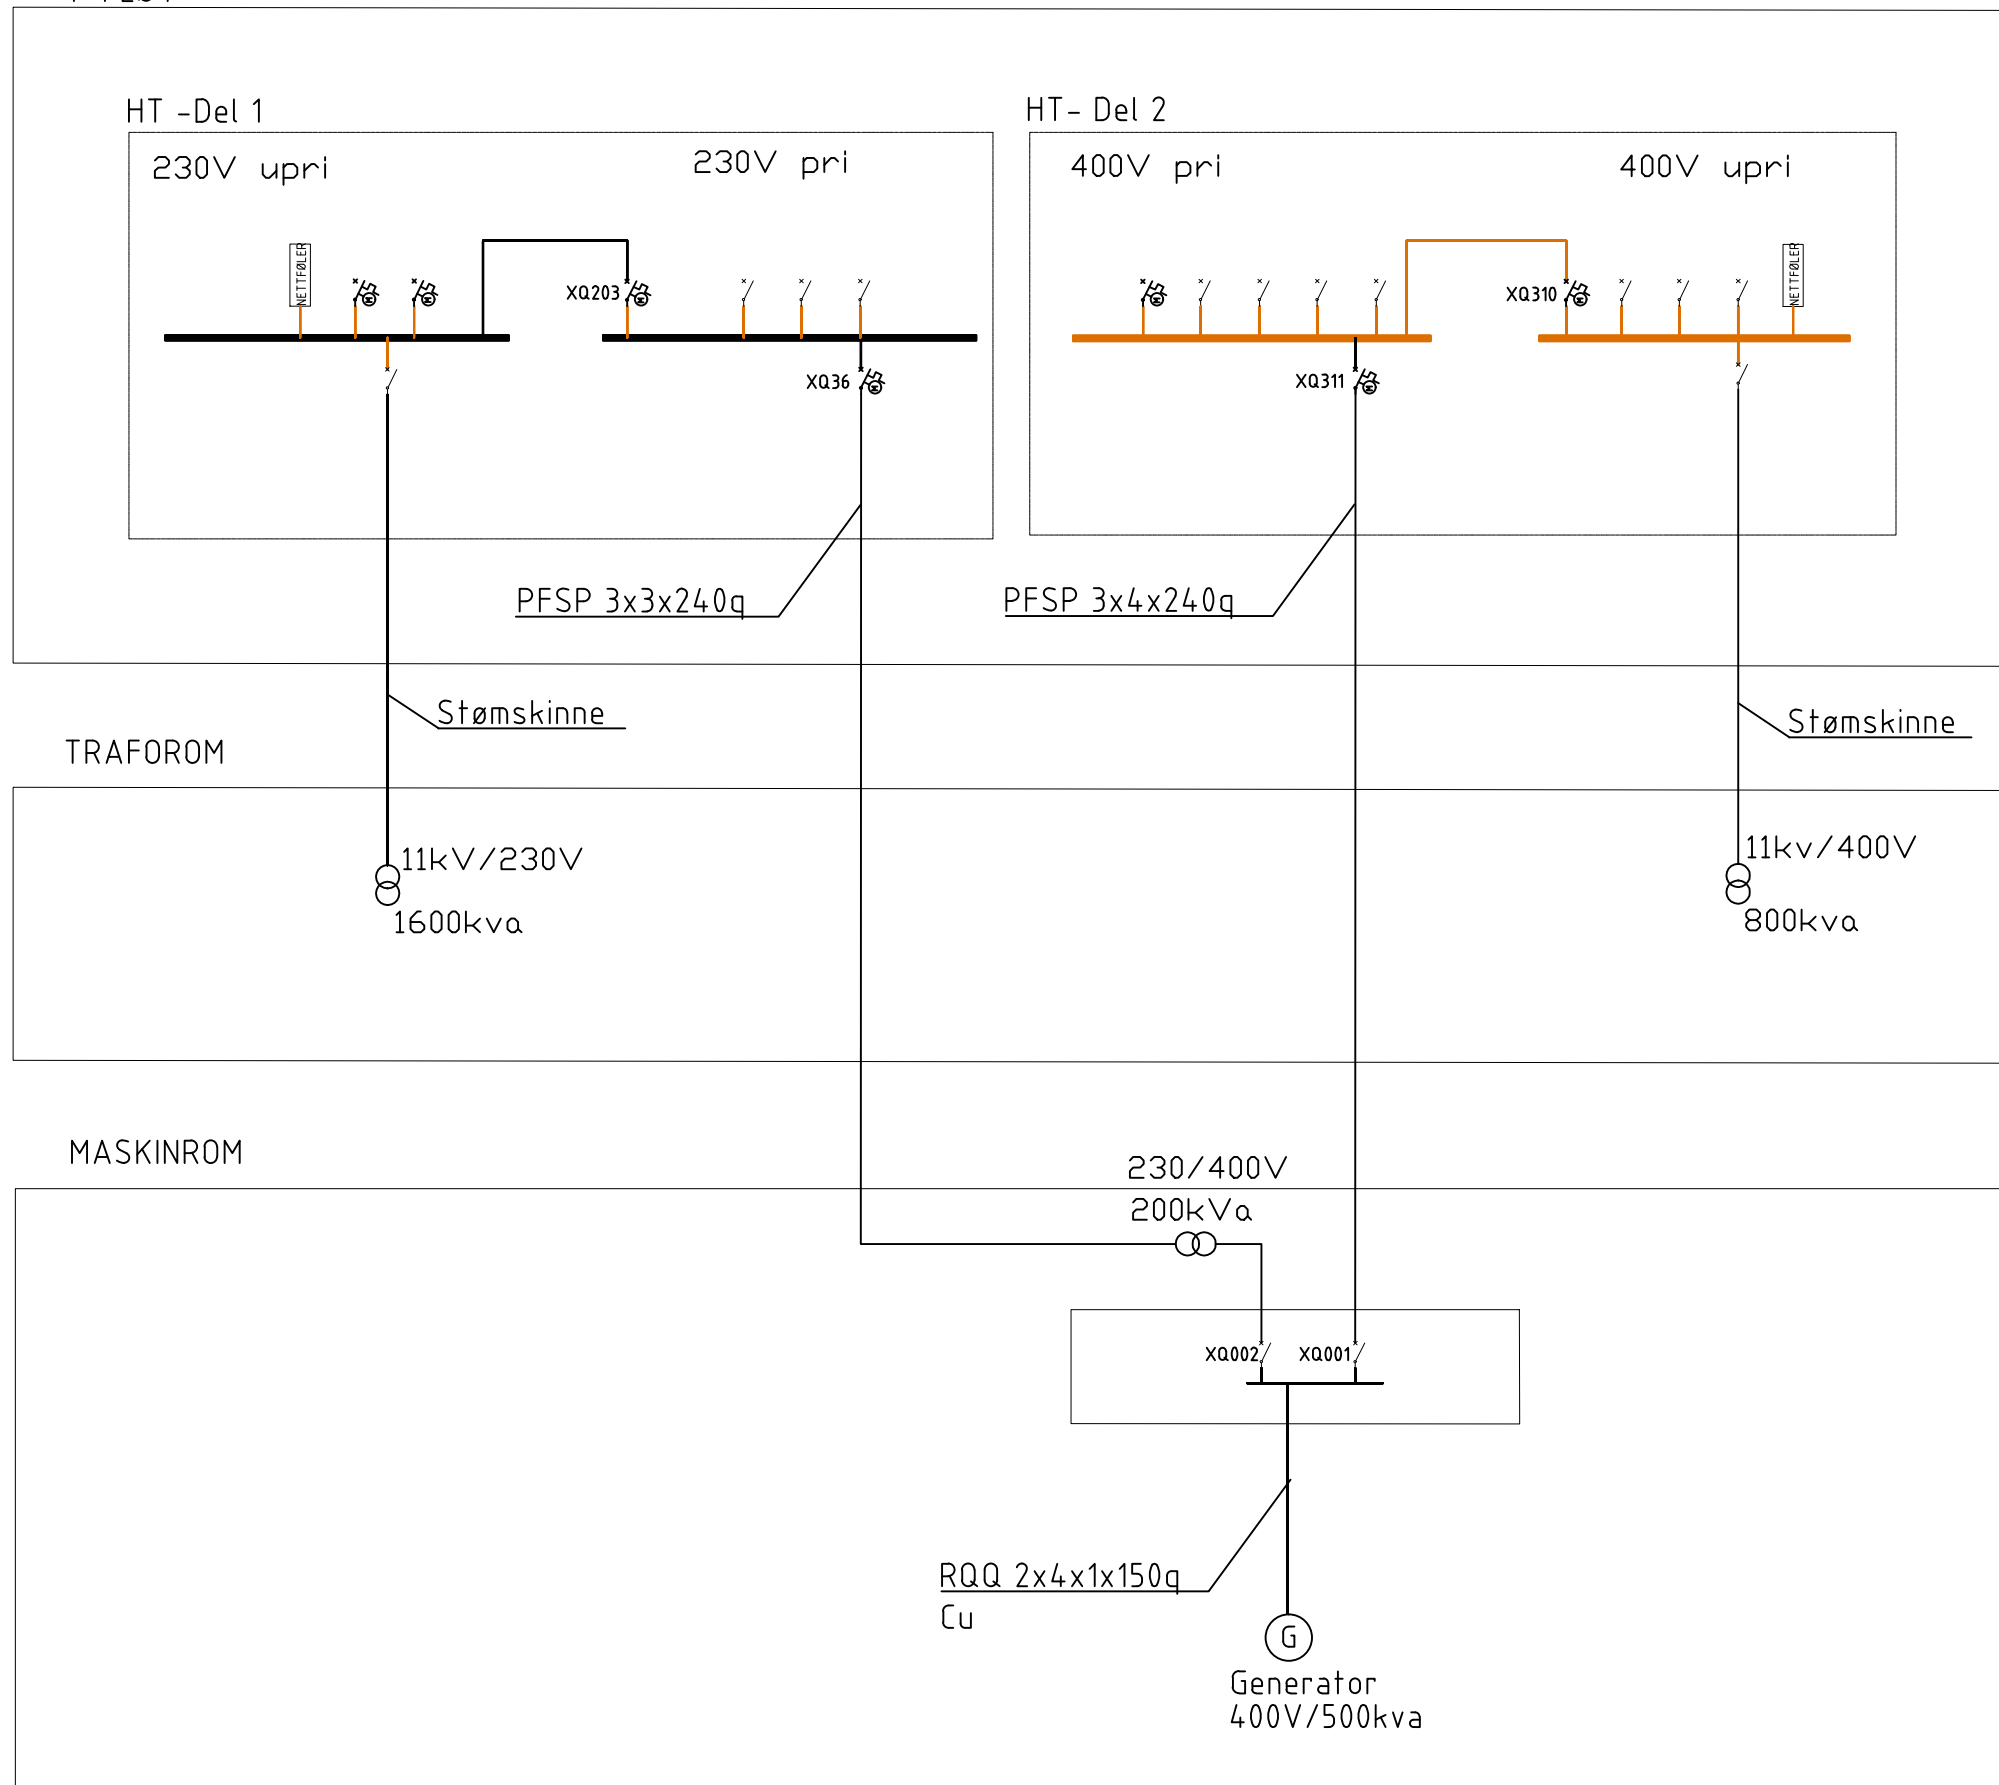 HT -Del 1
HT- Del 2
230V upri
230V pri
400V pri
400V upri
NETTFØLER
XQ203
XQ310
NETTFØLER
XQ36
XQ311
PFSP 3x3x240q
PFSP 3x4x240q
Stømskinne
Stømskinne
TRAFOROM
11kV/230V
1600kva
11kv/400V
800kva
MASKINROM
230/400V
200kVa
XQ002
XQ001
RQQ 2x4x1x150q
Cu
G
Generator
400V/500kva